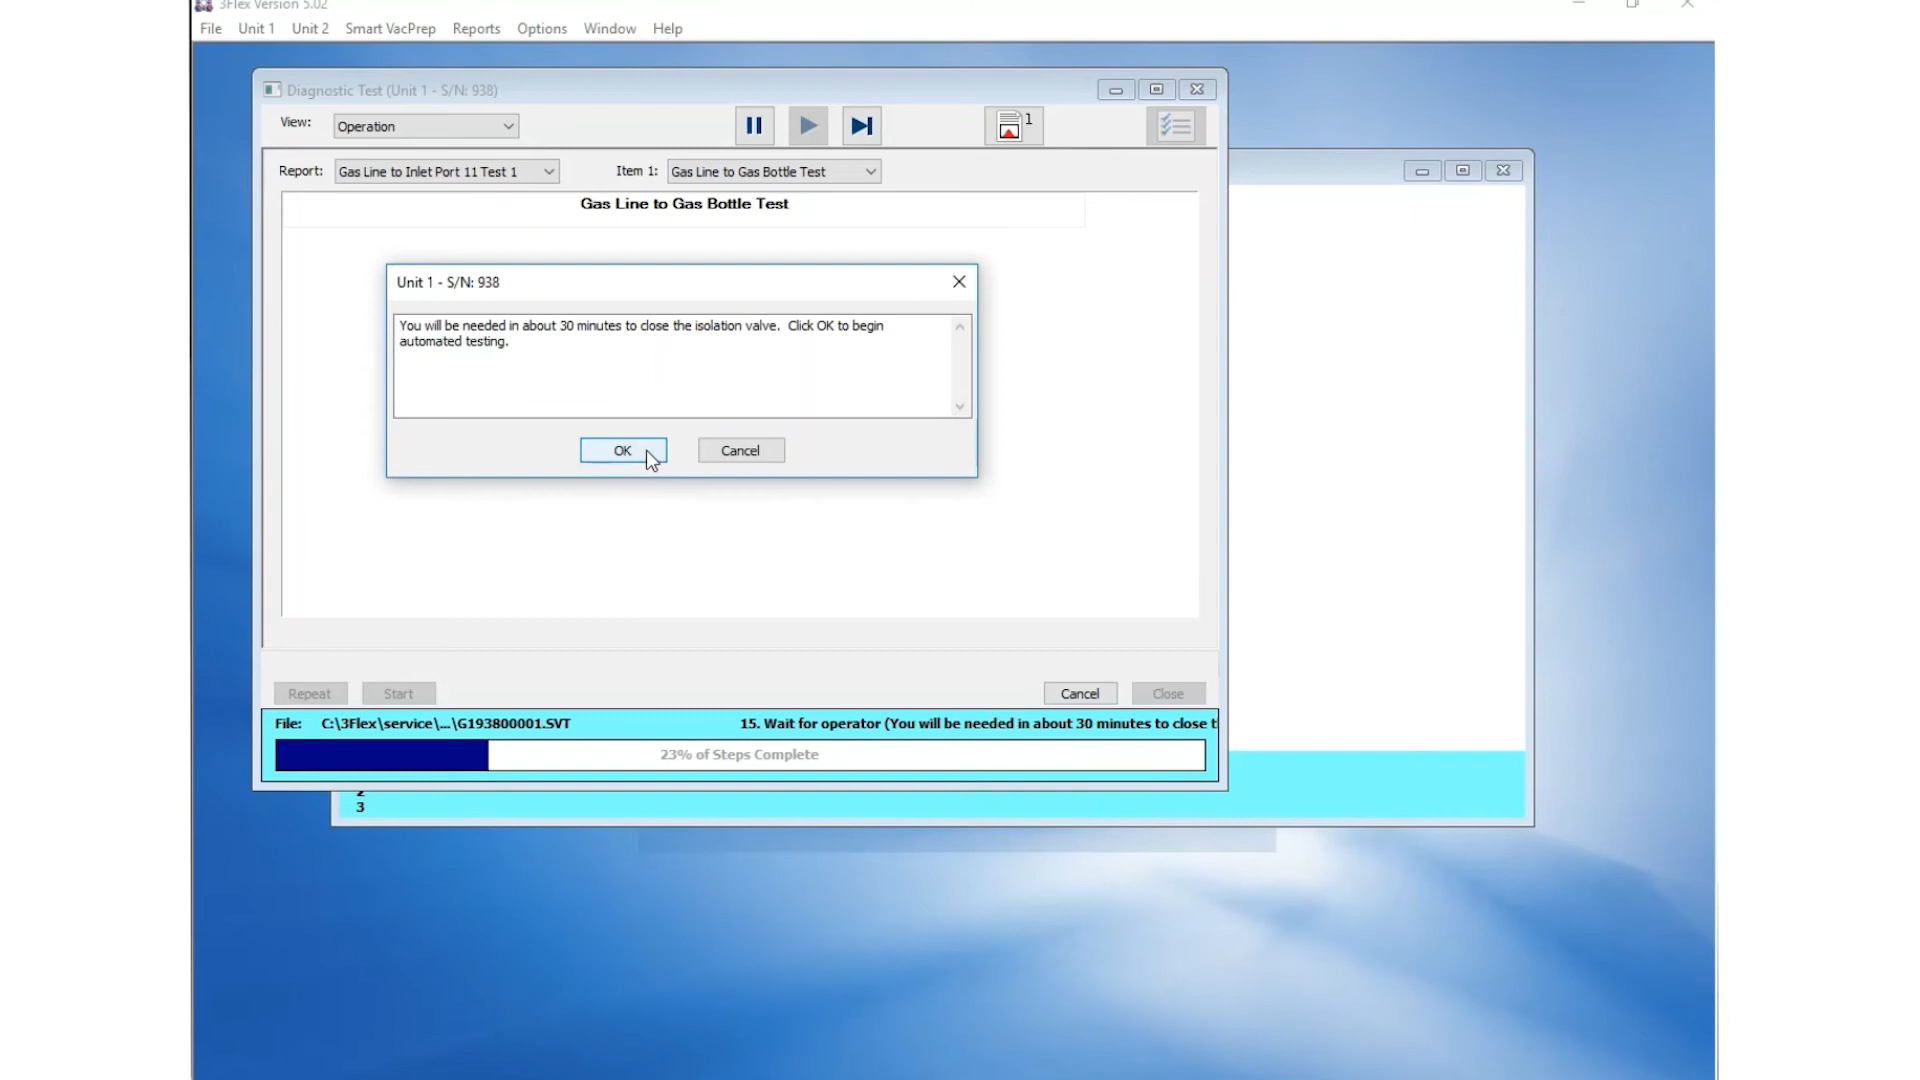 3Flex Version 5.02
File Unit 1 Unit 2 Smart VacPrep Reports Options Window Help
Diagnostic Test (Unit 1 - S/N: 938)
View: Operation
1
Report: Gas Line to Inlet Port 11 Test 1 Item 1: Gas Line to Gas Bottle Test
Gas Line to Gas Bottle Test
Unit 1 - S/N: 938
You will be needed in about 30 minutes to close the isolation valve. Click OK to begin
automated testing.
OK Cancel
Repeat Start Cancel Close
File: C:\3Flex\service\...\G193800001.SVT 15. Wait for operator (You will be needed in about 30 minutes to close t
23% of Steps Complete
2
3